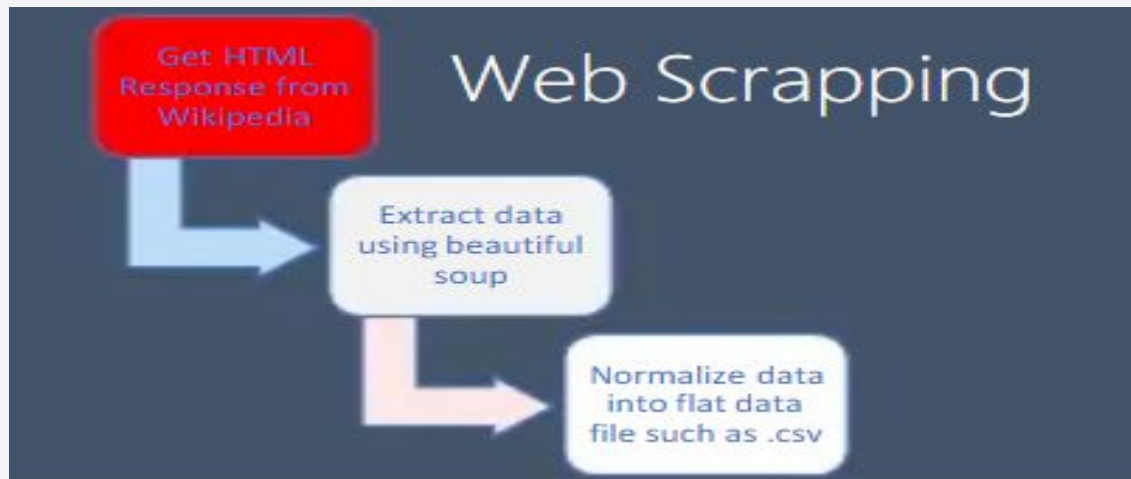 Get HTML
Response from
Wikipedia
Web Scrapping
Extract data
using beautiful
soup
Normalize data
into flat data
file such as .csv